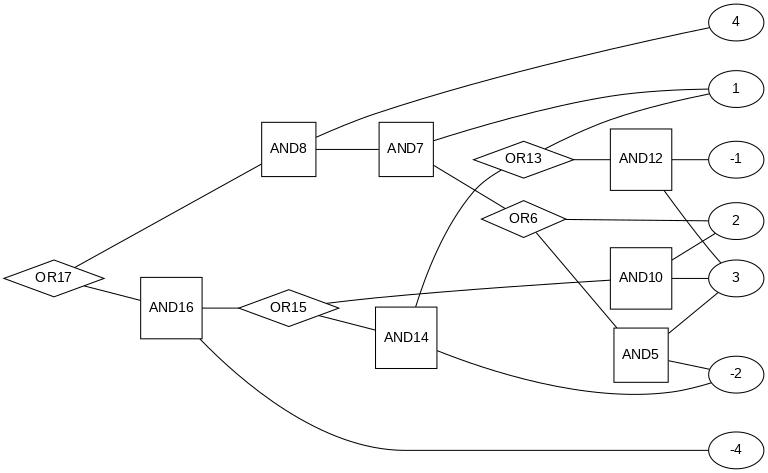 4
1
AND8
AND7
OR13
AND12
-1
OR6
2
OR17
AND16
OR15
AND10
3
AND14
AND5
-2
-4